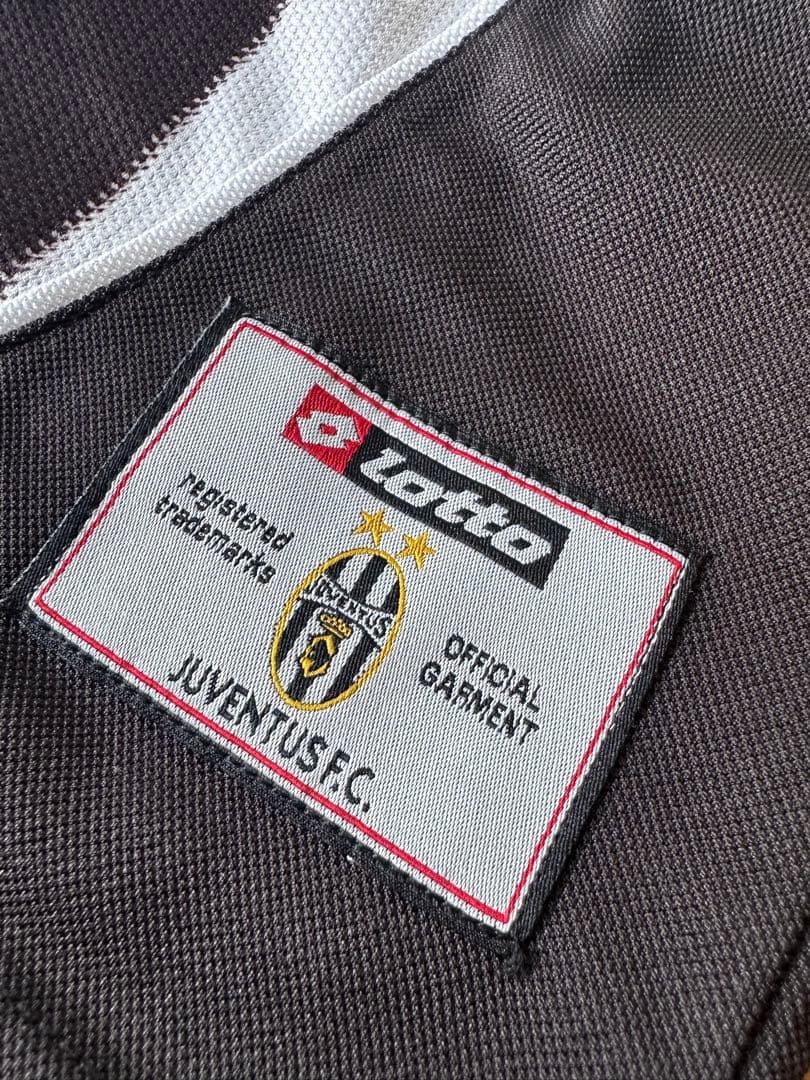 lotto
registered
trademarks
JUVENTUS
OFFICIAL
GARMENT
JUVENTUS F.C.